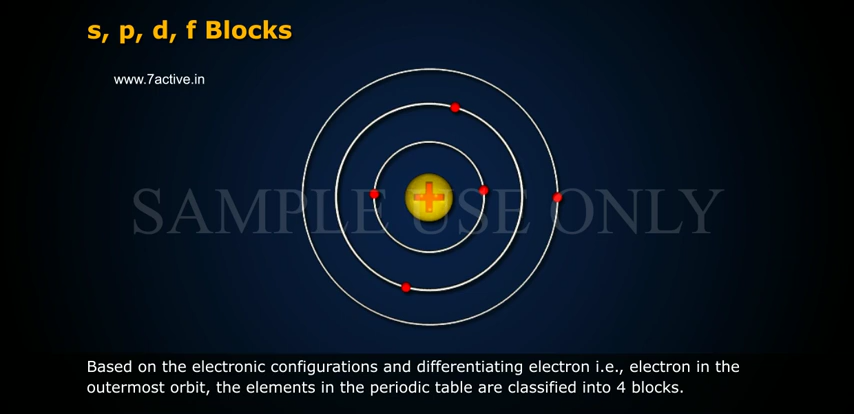 s, p, d, f Blocks
www.7active.in
SAMPLE USE ONLY
Based on the electronic configurations and differentiating electron i.e., electron in the
outermost orbit, the elements in the periodic table are classified into 4 blocks.